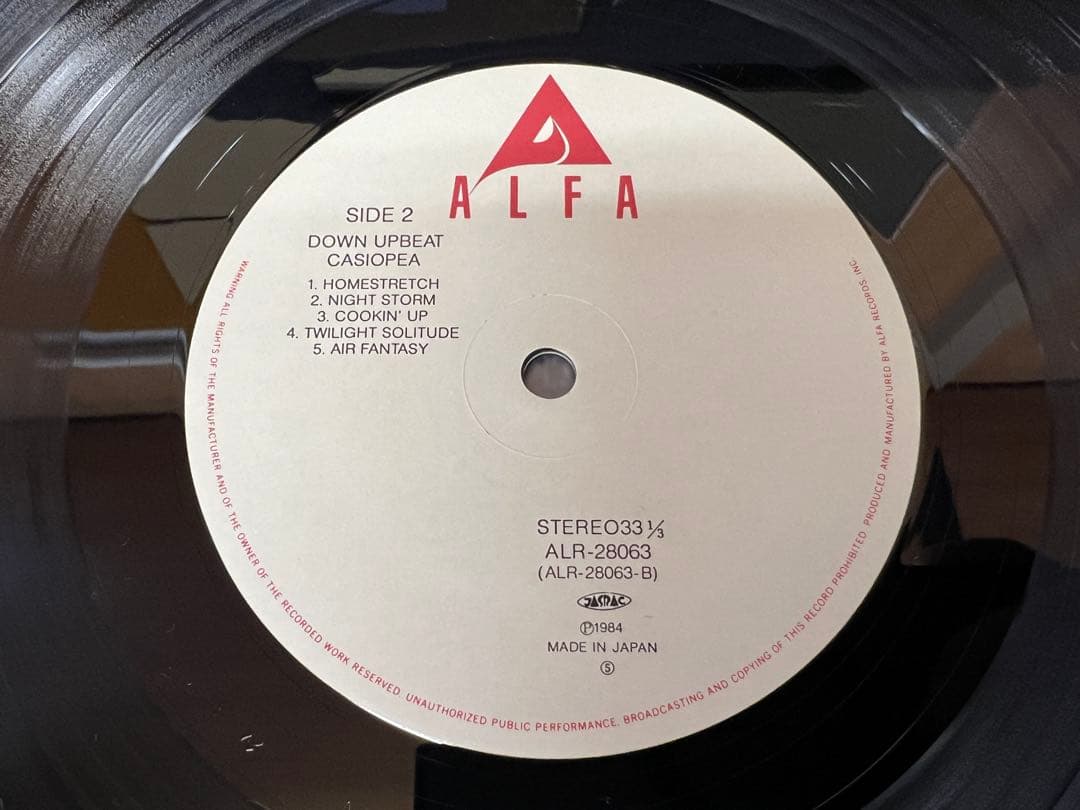 ALFA
SIDE 2
DOWN UPBEAT
CASIOPEA
1. HOMESTRETCH
2. NIGHT STORM
3. COOKIN' UP
4. TWILIGHT SOLITUDE
5. AIR FANTASY
STEREO33⅓
ALR-28063
(ALR-28063-B)
JASRAC
Ⓟ1984
MADE IN JAPAN
Ⓢ
WARNING ALL RIGHTS OF THE MANUFACTURER AND OF THE OWNER OF THE RECORDED WORK RESERVED. UNAUTHORIZED PUBLIC PERFORMANCE, BROADCASTING AND COPYING OF THIS RECORD PROHIBITED. PRODUCED AND MANUFACTURED BY ALFA RECORDS, INC.